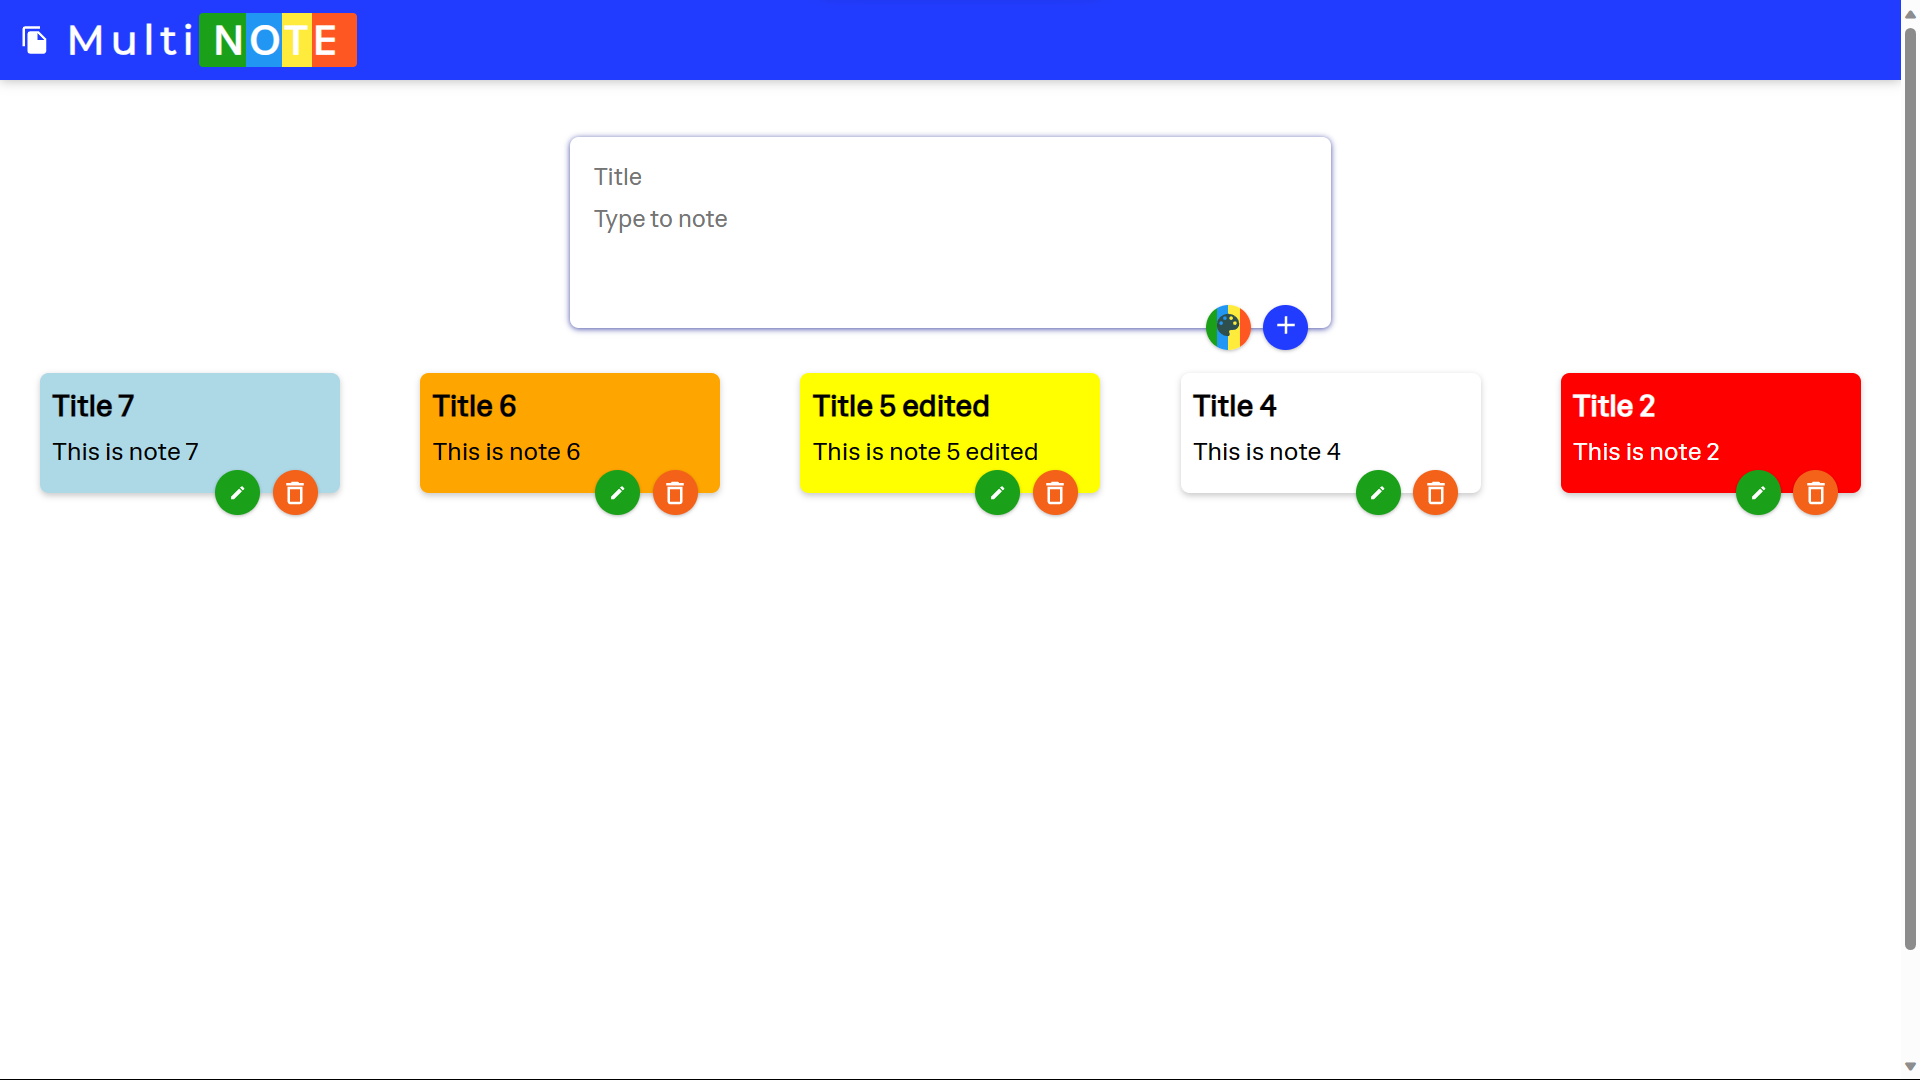 Multi NOTE
Title
Type to note
Title 7
This is note 7
Title 6
This is note 6
Title 5 edited
This is note 5 edited
Title 4
This is note 4
Title 2
This is note 2